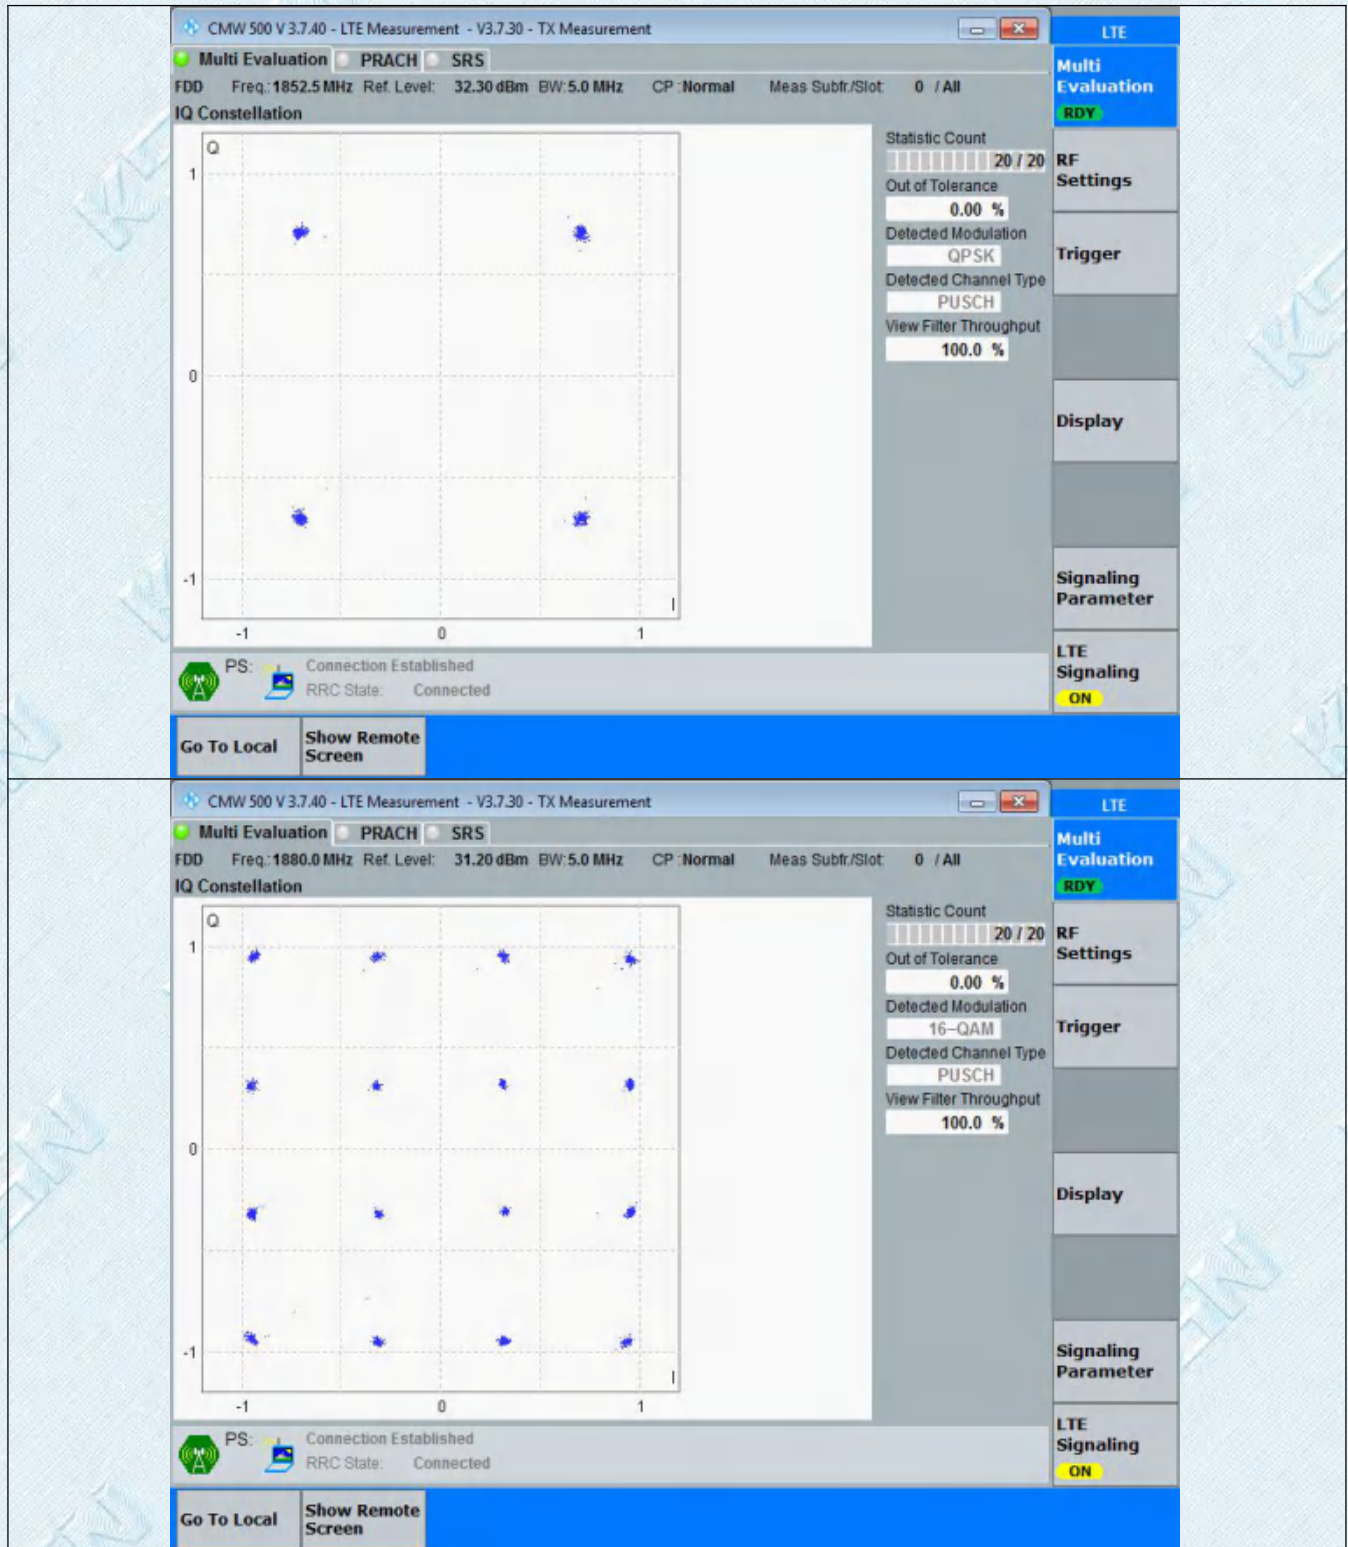 CMW 500 V 3.7.40 - LTE Measurement - V3.7.30 - TX Measurement
LTE
Multi Evaluation PRACH SRS
Multi
Evaluation
RDY
FDD Freq.: 1852.5 MHz Ref. Level: 32.30 dBm BW: 5.0 MHz CP : Normal Meas Subfr./Slot: 0 / All
IQ Constellation
Q
1
0
-1
-1 0 1
I
Statistic Count
20 / 20
Out of Tolerance
0.00 %
Detected Modulation
QPSK
Detected Channel Type
PUSCH
View Filter Throughput
100.0 %
RF
Settings
Trigger
Display
Signaling
Parameter
LTE
Signaling
ON
PS: Connection Established
RRC State: Connected
Go To Local
Show Remote
Screen
CMW 500 V 3.7.40 - LTE Measurement - V3.7.30 - TX Measurement
LTE
Multi Evaluation PRACH SRS
Multi
Evaluation
RDY
FDD Freq.: 1880.0 MHz Ref. Level: 31.20 dBm BW: 5.0 MHz CP : Normal Meas Subfr./Slot: 0 / All
IQ Constellation
Q
1
0
-1
-1 0 1
I
Statistic Count
20 / 20
Out of Tolerance
0.00 %
Detected Modulation
16-QAM
Detected Channel Type
PUSCH
View Filter Throughput
100.0 %
RF
Settings
Trigger
Display
Signaling
Parameter
LTE
Signaling
ON
PS: Connection Established
RRC State: Connected
Go To Local
Show Remote
Screen